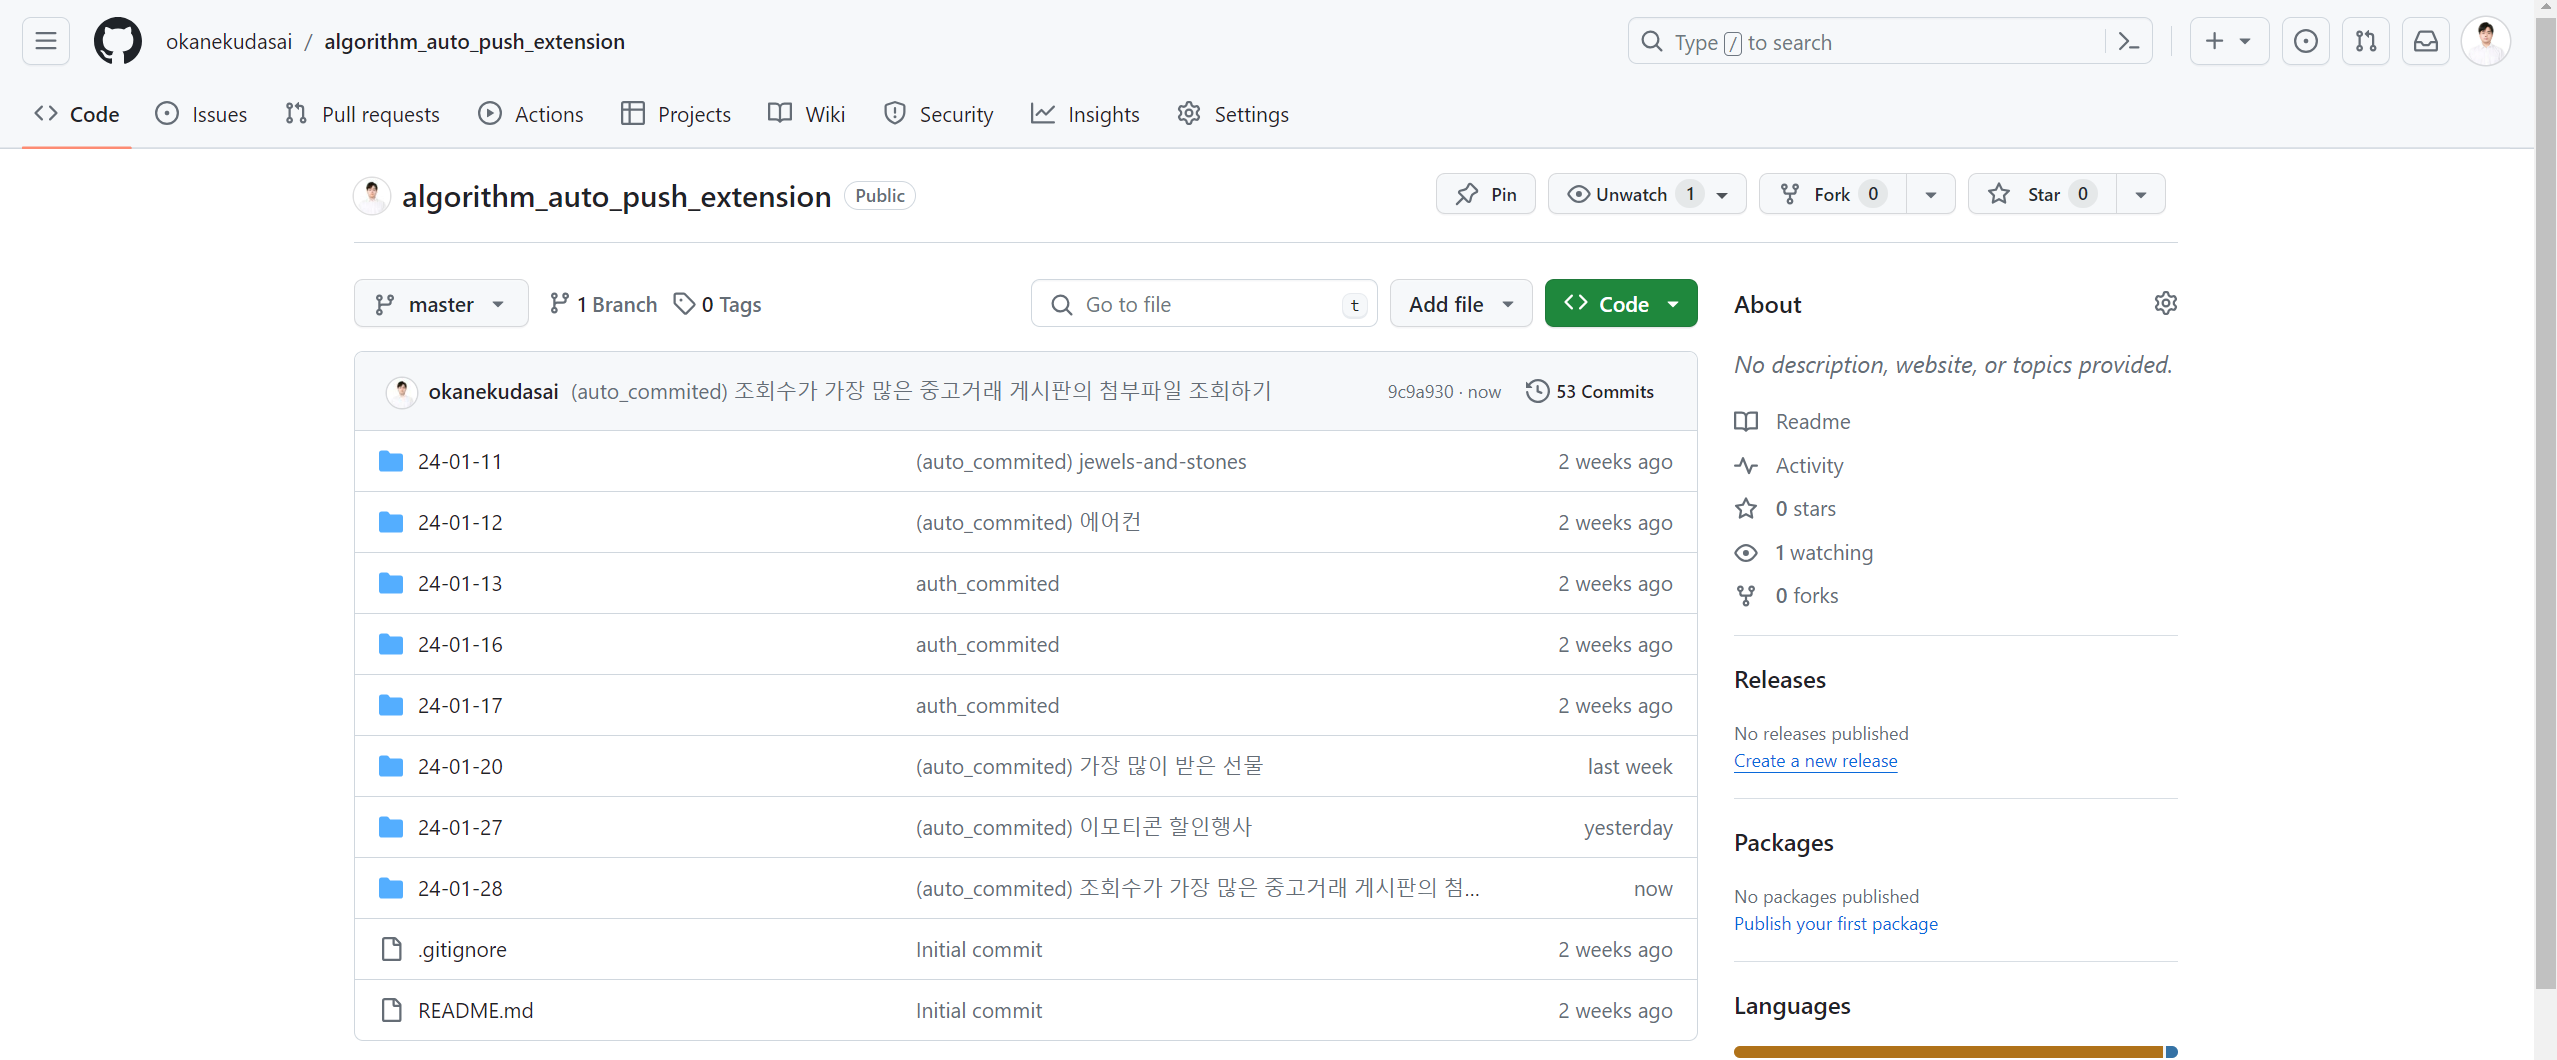 okanekudasai / algorithm_auto_push_extension
Type / to search
Code Issues Pull requests Actions Projects Wiki Security Insights Settings
algorithm_auto_push_extension Public
Pin Unwatch 1 Fork 0 Star 0
master 1 Branch 0 Tags
Go to file t Add file Code
okanekudasai (auto_commited) 조회수가 가장 많은 중고거래 게시판의 첨부파일 조회하기 9c9a930 · now 53 Commits
24-01-11 (auto_commited) jewels-and-stones 2 weeks ago
24-01-12 (auto_commited) 에어컨 2 weeks ago
24-01-13 auth_commited 2 weeks ago
24-01-16 auth_commited 2 weeks ago
24-01-17 auth_commited 2 weeks ago
24-01-20 (auto_commited) 가장 많이 받은 선물 last week
24-01-27 (auto_commited) 이모티콘 할인행사 yesterday
24-01-28 (auto_commited) 조회수가 가장 많은 중고거래 게시판의 첨... now
.gitignore Initial commit 2 weeks ago
README.md Initial commit 2 weeks ago
About
No description, website, or topics provided.
Readme
Activity
0 stars
1 watching
0 forks
Releases
No releases published
Create a new release
Packages
No packages published
Publish your first package
Languages